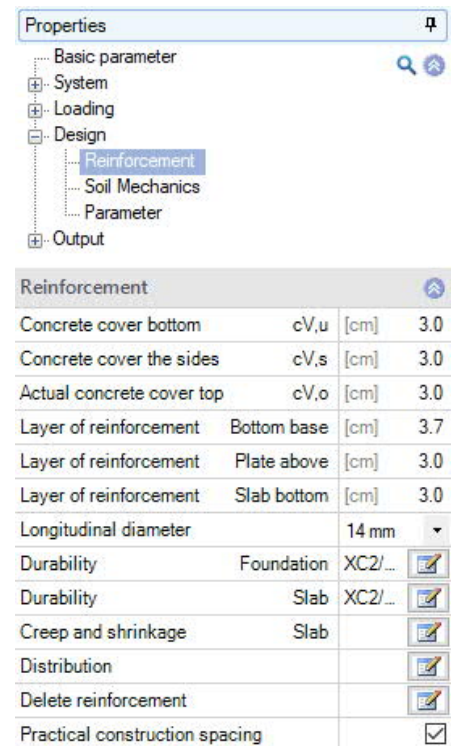 Properties
Basic parameter
System
Loading
Design
Reinforcement
Soil Mechanics
Parameter
Output
Reinforcement
Concrete cover bottom cV,u [cm] 3.0
Concrete cover the sides cV,s [cm] 3.0
Actual concrete cover top cV,o [cm] 3.0
Layer of reinforcement Bottom base [cm] 3.7
Layer of reinforcement Plate above [cm] 3.0
Layer of reinforcement Slab bottom [cm] 3.0
Longitudinal diameter 14 mm
Durability Foundation XC2/...
Durability Slab XC2/...
Creep and shrinkage Slab
Distribution
Delete reinforcement
Practical construction spacing